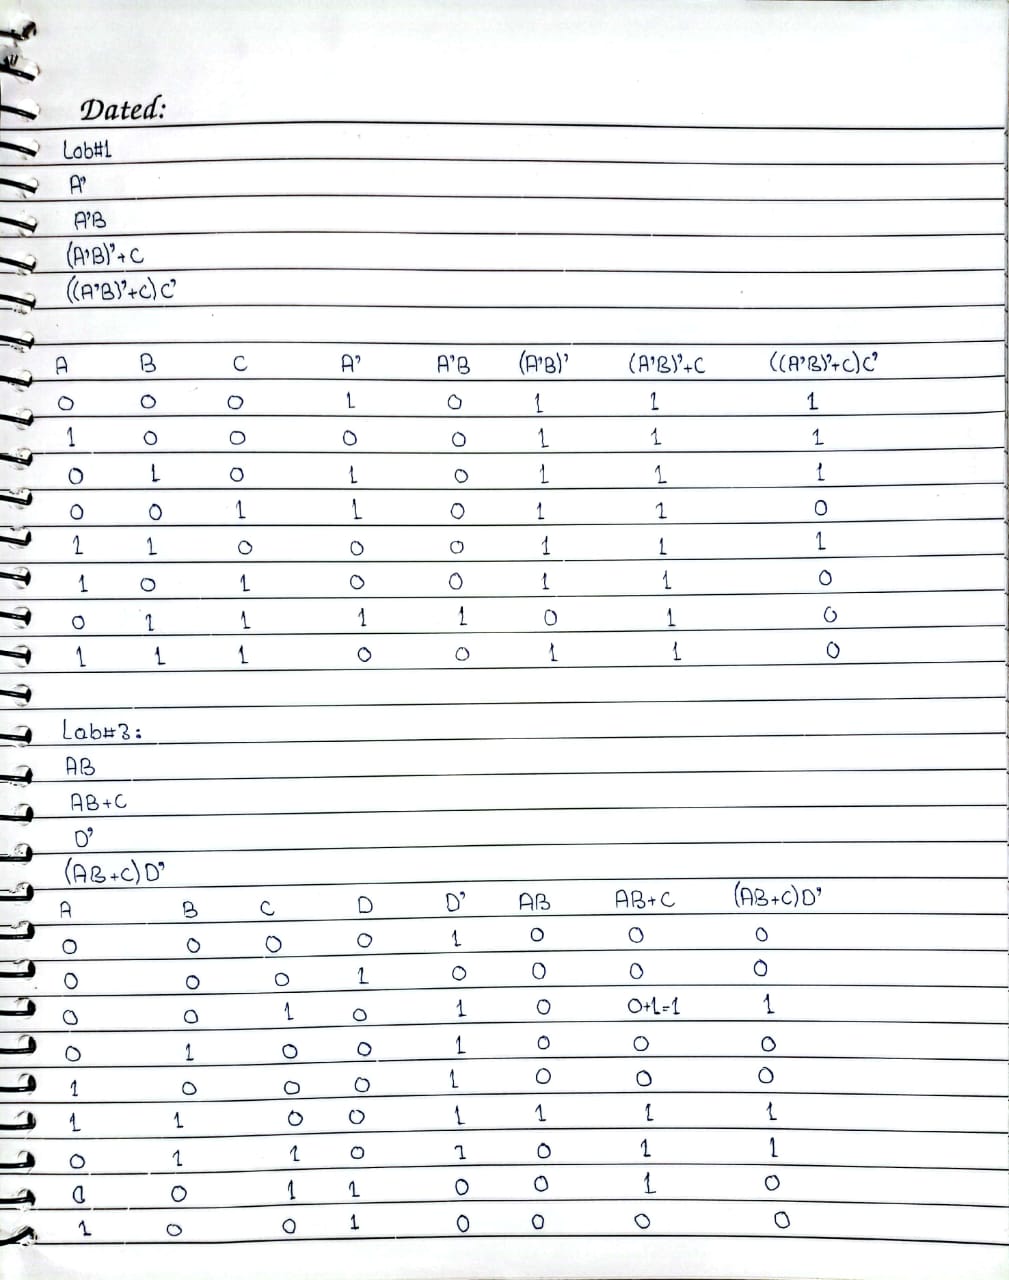 Dated:
Lab#1
A'
A'B
(A'B)'+C
((A'B)'+C)C'
A B C A' A'B (A'B)' (A'B)'+C ((A'B)'+C)C'
0 0 0 1 0 1 1 1
1 0 0 0 0 1 1 1
0 1 0 1 0 1 1 1
0 0 1 1 0 1 1 0
1 1 0 0 0 1 1 1
1 0 1 0 0 1 1 0
0 1 1 1 1 0 1 0
1 1 1 0 0 1 1 0
Lab#3:
AB
AB+C
D'
(AB+C)D'
A B C D D' AB AB+C (AB+C)D'
0 0 0 0 1 0 0 0
0 0 0 1 0 0 0 0
0 0 1 0 1 0 0+1=1 1
0 1 0 0 1 0 0 0
1 0 0 0 1 0 0 0
1 1 0 0 1 1 1 1
0 1 1 0 1 0 1 1
0 0 1 1 0 0 1 0
1 0 0 1 0 0 0 0